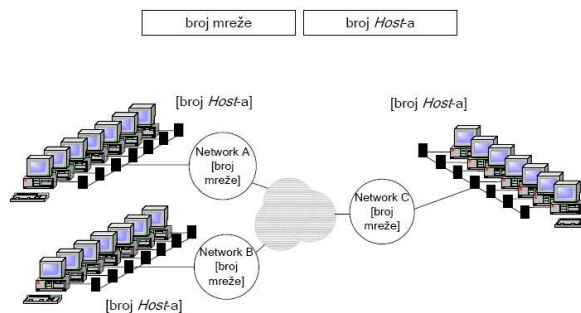 broj mreže
broj Host-a
[broj Host-a]
[broj Host-a]
Network A
[broj
mreže]
Network C
[broj
mreže]
Network B
[broj
mreže]
[broj Host-a]